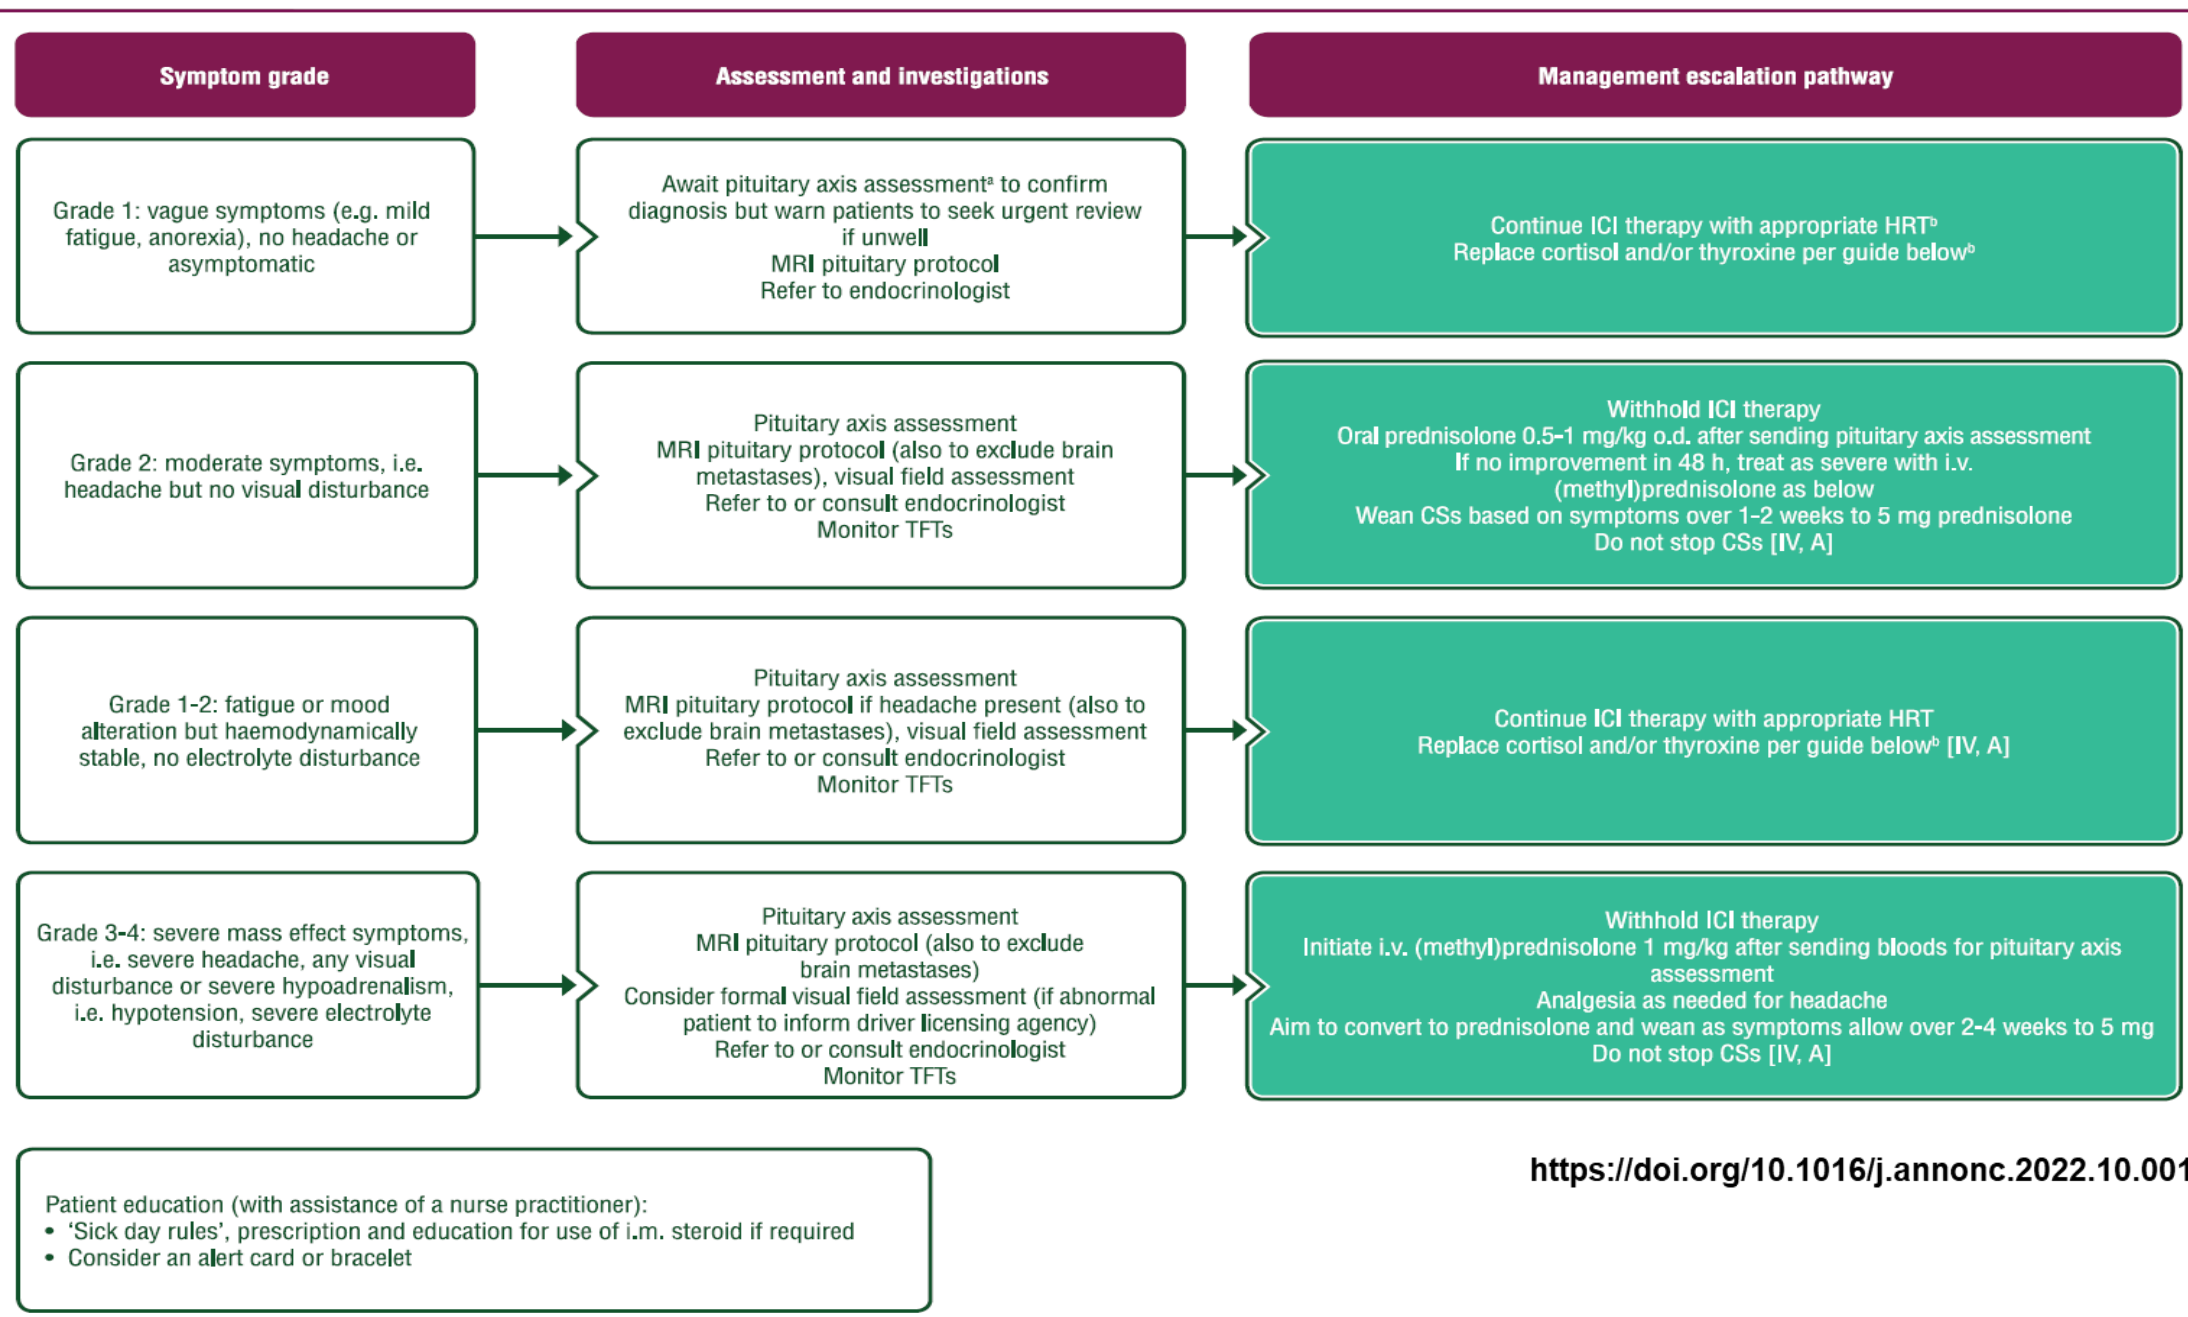 Symptom grade
Assessment and investigations
Management escalation pathway
Grade 1: vague symptoms (e.g. mild
fatigue, anorexia), no headache or
asymptomatic
Await pituitary axis assessmentᵃ to confirm
diagnosis but warn patients to seek urgent review
if unwell
MRI pituitary protocol
Refer to endocrinologist
Continue ICI therapy with appropriate HRTᵇ
Replace cortisol and/or thyroxine per guide belowᵇ
Grade 2: moderate symptoms, i.e.
headache but no visual disturbance
Pituitary axis assessment
MRI pituitary protocol (also to exclude brain
metastases), visual field assessment
Refer to or consult endocrinologist
Monitor TFTs
Withhold ICI therapy
Oral prednisolone 0.5-1 mg/kg o.d. after sending pituitary axis assessment
If no improvement in 48 h, treat as severe with i.v.
(methyl)prednisolone as below
Wean CSs based on symptoms over 1-2 weeks to 5 mg prednisolone
Do not stop CSs [IV, A]
Grade 1-2: fatigue or mood
alteration but haemodynamically
stable, no electrolyte disturbance
Pituitary axis assessment
MRI pituitary protocol if headache present (also to
exclude brain metastases), visual field assessment
Refer to or consult endocrinologist
Monitor TFTs
Continue ICI therapy with appropriate HRT
Replace cortisol and/or thyroxine per guide belowᵇ [IV, A]
Grade 3-4: severe mass effect symptoms,
i.e. severe headache, any visual
disturbance or severe hypoadrenalism,
i.e. hypotension, severe electrolyte
disturbance
Pituitary axis assessment
MRI pituitary protocol (also to exclude
brain metastases)
Consider formal visual field assessment (if abnormal
patient to inform driver licensing agency)
Refer to or consult endocrinologist
Monitor TFTs
Withhold ICI therapy
Initiate i.v. (methyl)prednisolone 1 mg/kg after sending bloods for pituitary axis
assessment
Analgesia as needed for headache
Aim to convert to prednisolone and wean as symptoms allow over 2-4 weeks to 5 mg
Do not stop CSs [IV, A]
https://doi.org/10.1016/j.annonc.2022.10.001
Patient education (with assistance of a nurse practitioner):
• ‘Sick day rules’, prescription and education for use of i.m. steroid if required
• Consider an alert card or bracelet